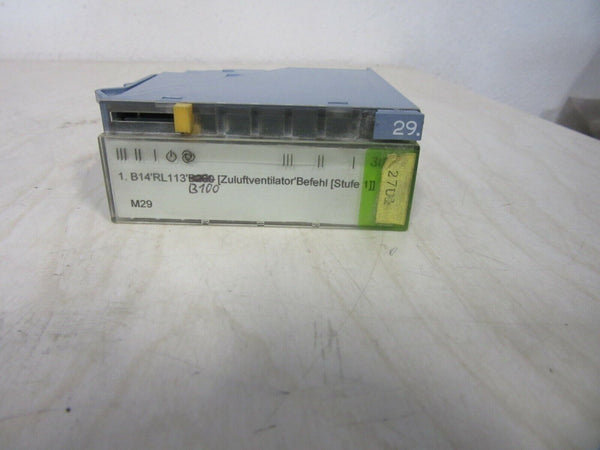 29.
1. B14'RL113' [Zuluftventilator'Befehl [Stufe 1]]
B100
M29
27U2